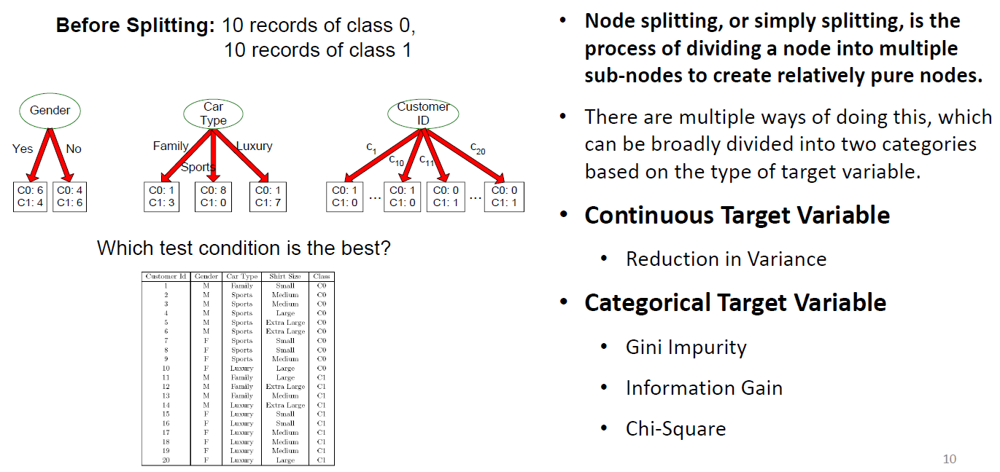 Before Splitting: 10 records of class 0,
10 records of class 1
Gender
Yes
No
C0: 6
C1: 4
C0: 4
C1: 6
Car
Type
Family
Sports
Luxury
C0: 1
C1: 3
C0: 8
C1: 0
C0: 1
C1: 7
Customer
ID
c1
c10
c11
c20
C0: 1
C1: 0
...
C0: 1
C1: 0
C0: 0
C1: 1
...
C0: 0
C1: 1
Which test condition is the best?
Customer Id Gender Car Type Shirt Size Class
1 M Family Small C0
2 M Sports Medium C0
3 M Sports Medium C0
4 M Sports Large C0
5 M Sports Extra Large C0
6 M Sports Extra Large C0
7 F Sports Small C0
8 F Sports Small C0
9 F Sports Medium C0
10 F Luxury Large C0
11 M Family Large C1
12 M Family Extra Large C1
13 M Family Medium C1
14 M Luxury Extra Large C1
15 F Luxury Small C1
16 F Luxury Small C1
17 F Luxury Medium C1
18 F Luxury Medium C1
19 F Luxury Medium C1
20 F Luxury Large C1
• Node splitting, or simply splitting, is the
process of dividing a node into multiple
sub-nodes to create relatively pure nodes.
• There are multiple ways of doing this, which
can be broadly divided into two categories
based on the type of target variable.
• Continuous Target Variable
• Reduction in Variance
• Categorical Target Variable
• Gini Impurity
• Information Gain
• Chi-Square
10